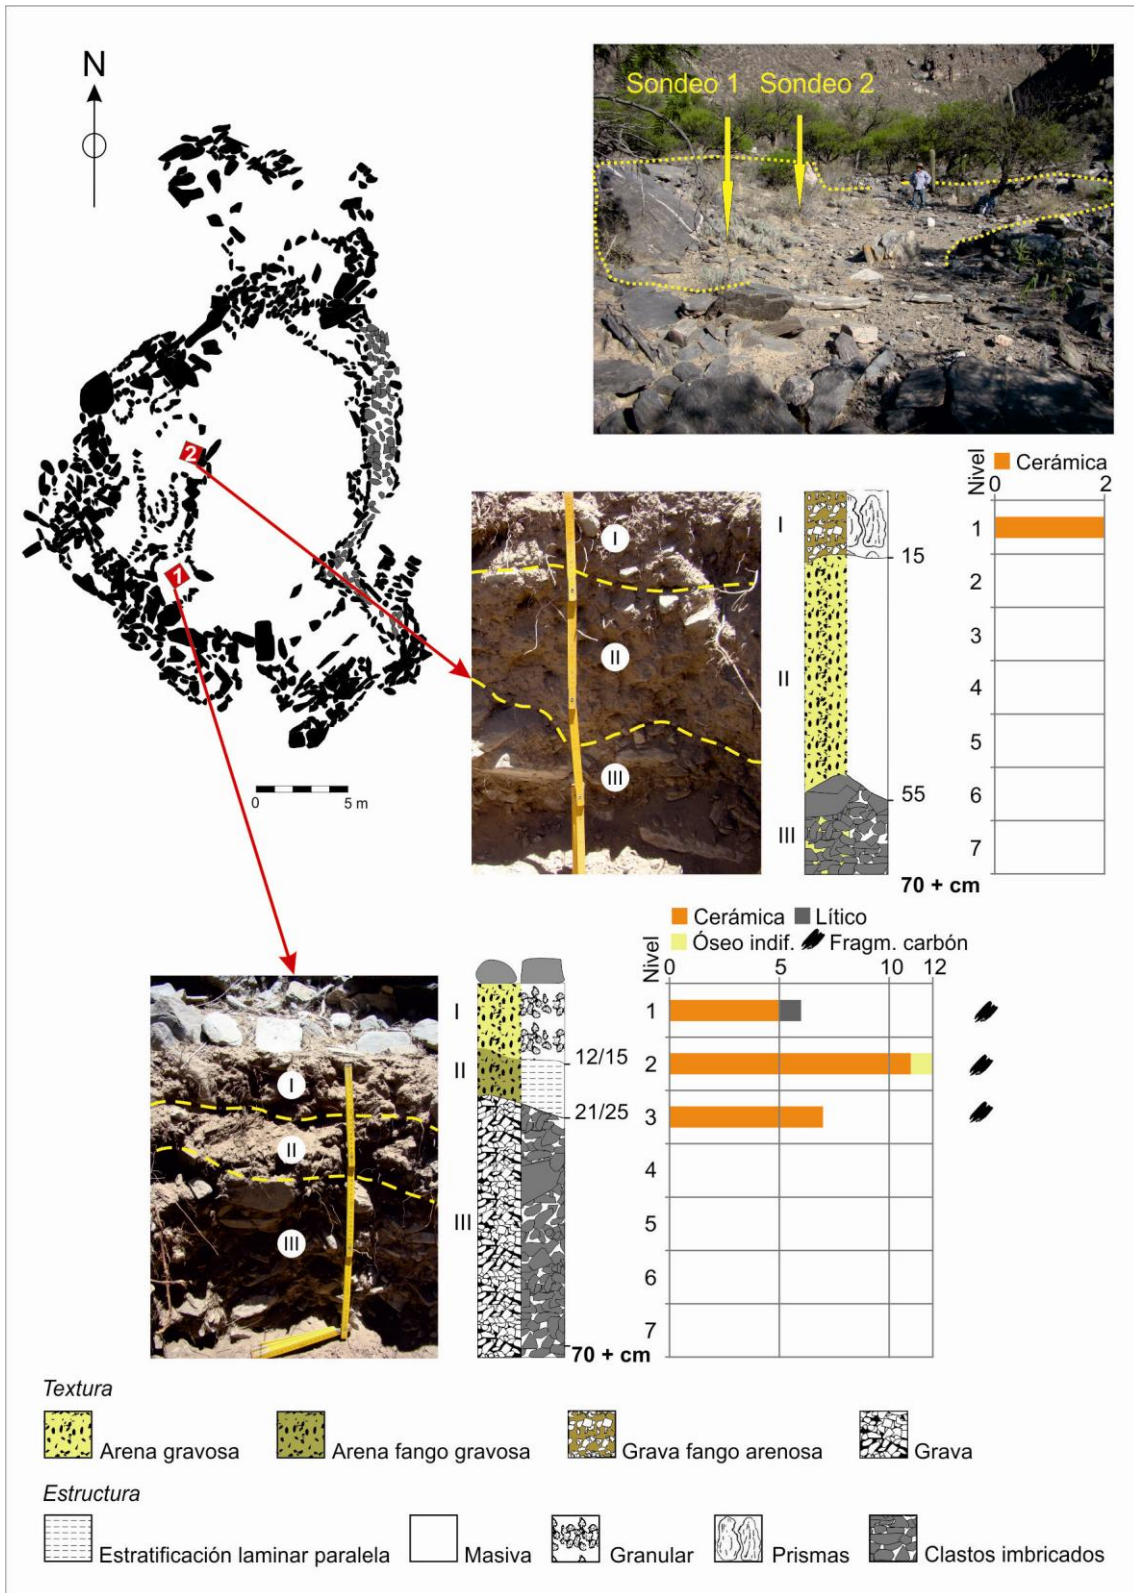 N
Sondeo 1 Sondeo 2
2
1
0 5 m
Nivel
Cerámica
0 2
1
2
3
4
5
6
7
I
II
III
I
15
II
55
III
70 + cm
Cerámica Lítico
Óseo indif. Fragm. carbón
Nivel
0 5 10 12
1
2
3
4
5
6
7
I
II
III
I
12/15
II
21/25
III
70 + cm
Textura
Arena gravosa Arena fango gravosa Grava fango arenosa Grava
Estructura
Estratificación laminar paralela Masiva Granular Prismas Clastos imbricados